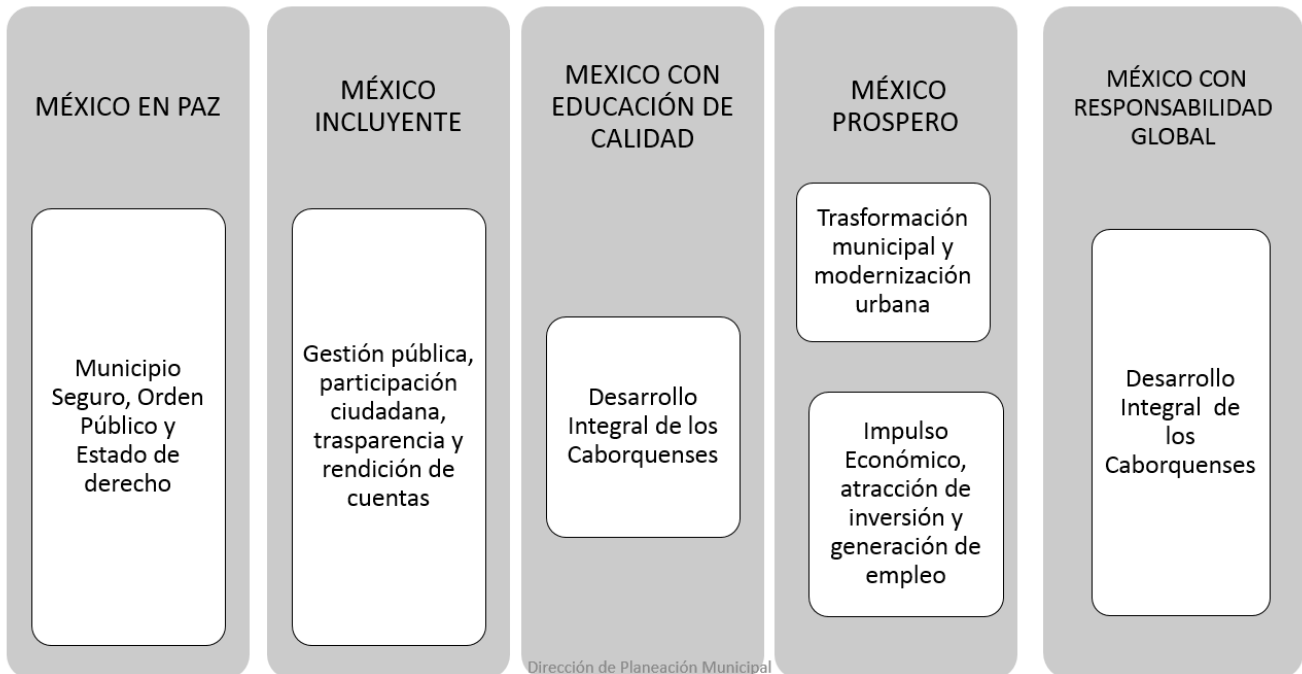 MÉXICO EN PAZ
Municipio
Seguro, Orden
Público y
Estado de
derecho
MÉXICO
INCLUYENTE
Gestión pública,
participación
ciudadana,
trasparencia y
rendición de
cuentas
MEXICO CON
EDUCACIÓN DE
CALIDAD
Desarrollo
Integral de los
Caborquenses
MÉXICO
PROSPERO
Trasformación
municipal y
modernización
urbana
Impulso
Económico,
atracción de
inversión y
generación de
empleo
MÉXICO CON
RESPONSABILIDAD
GLOBAL
Desarrollo
Integral de
los
Caborquenses
Dirección de Planeación Municipal